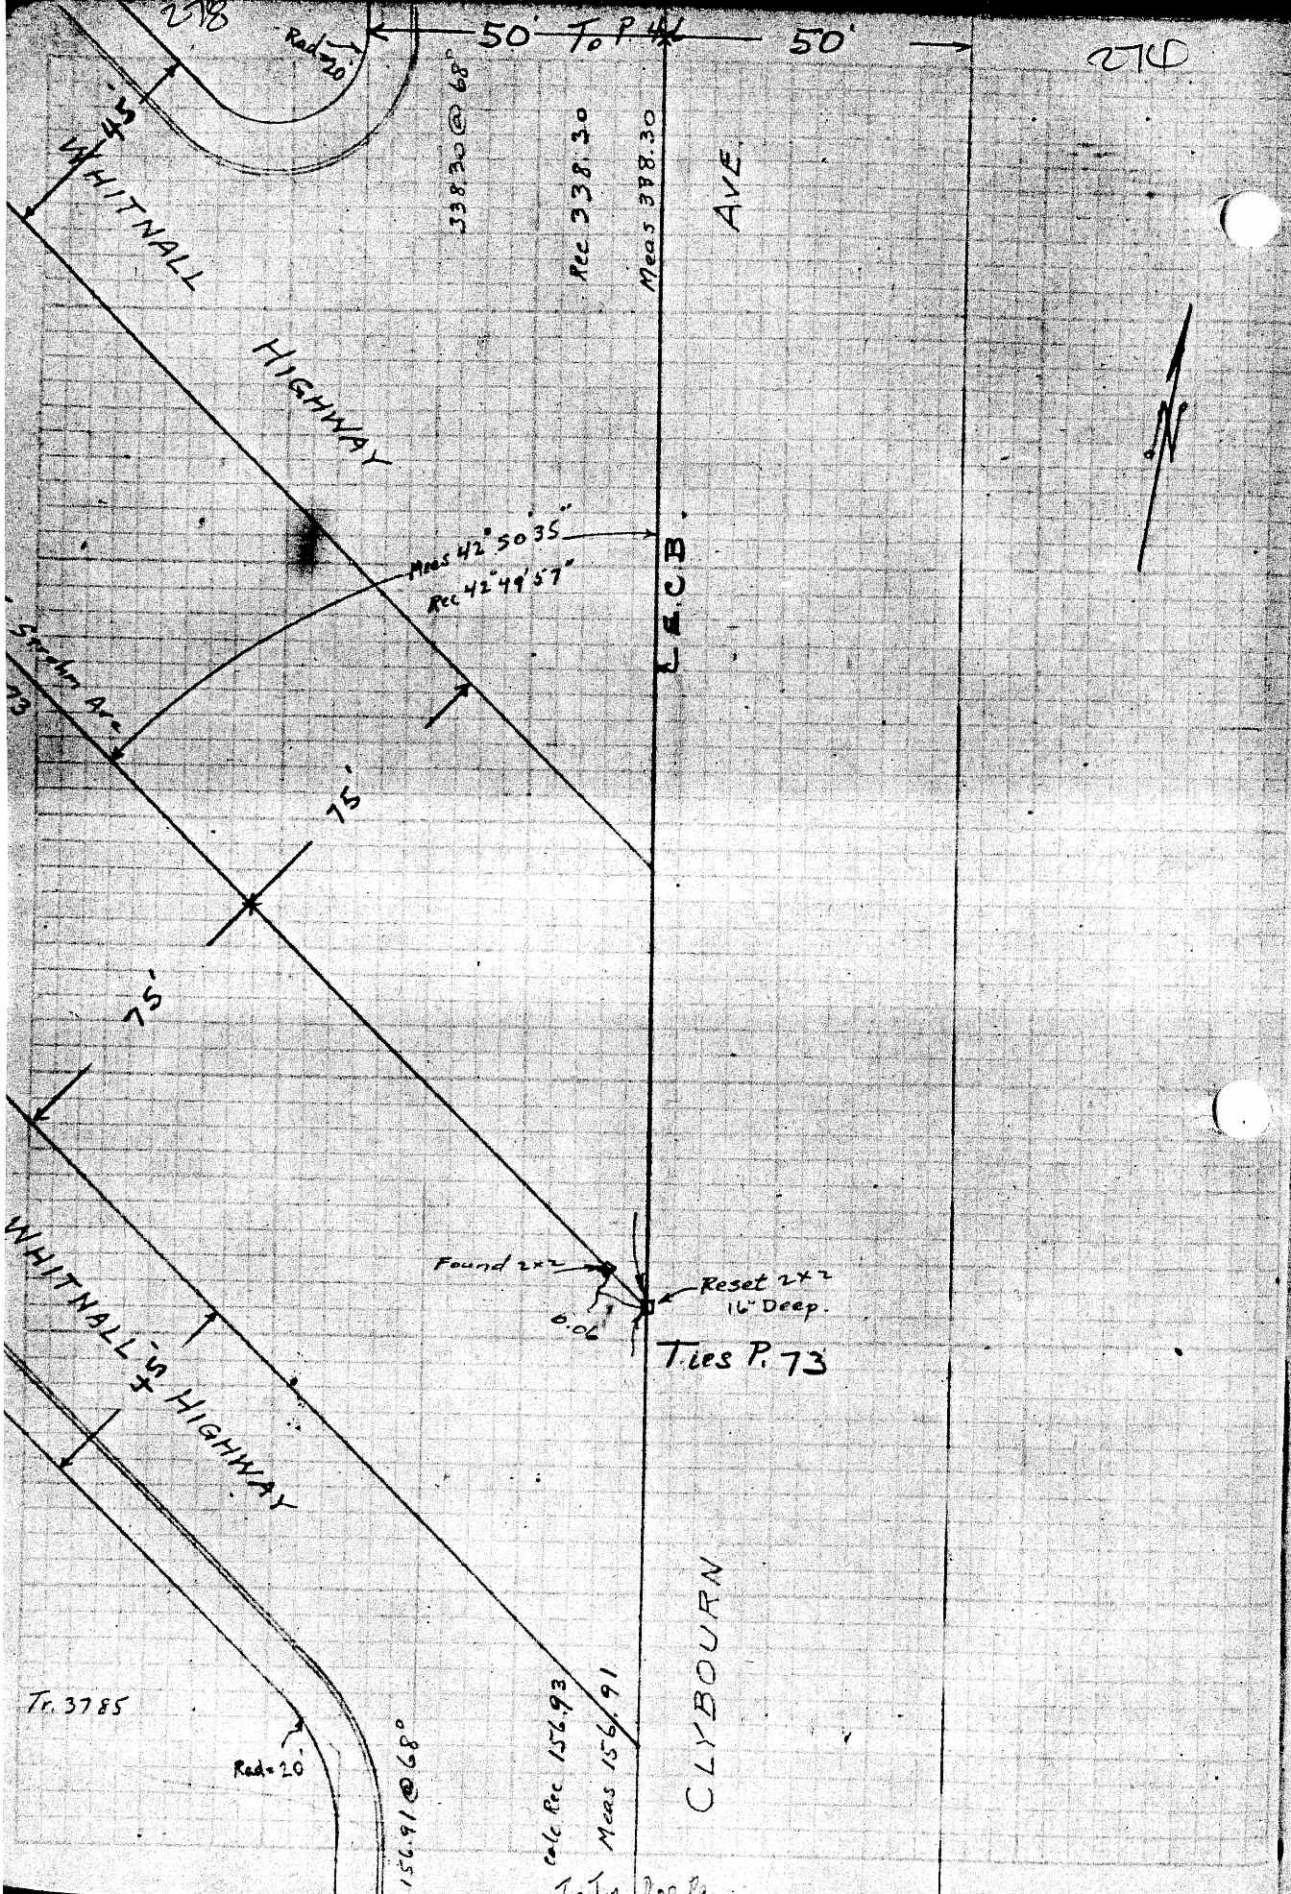 278
Rad=20'
50'
To P.
50'
274
45'
WHITNALL
HIGHWAY
338.30 @ 68°
Rec 338.30
Meas 338.30
AVE.
N
Meas 42° 50' 35"
Rec 42° 49' 57"
L.A.C.B.
Ave
73
75'
75'
WHITNALL
HIGHWAY
45'
Found 2x2
0.06'
Reset 2x2
16" Deep.
Ties P. 73
CLYBOURN
Tr. 3785
Rad=20'
156.91 @ 68°
Calc Rec 156.93
Meas 156.91